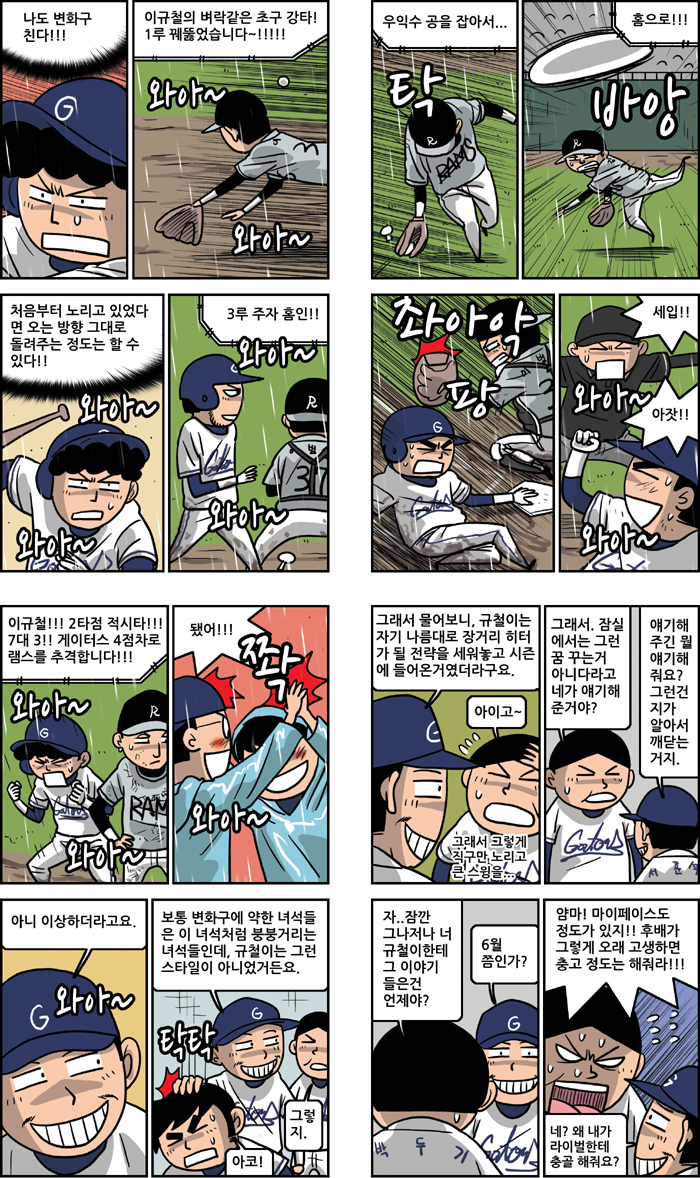 나도 변화구
친다!!!
G
이규철의 벼락같은 초구 강타!
1루 꿰뚫었습니다~!!!!!
와아~
R
와아~
처음부터 노리고 있었다
면 오는 방향 그대로
돌려주는 정도는 할 수
있다!!
와아~
G
와아~
3루 주자 홈인!!
와아~
G
R
37
Gators
와아~
우익수 공을 잡아서...
탁
R
RAMS
홈으로!!!
바앙
R
촤아악
팡
G
Gators
세입!!
와아~
아잣!!
와아~
이규철!!! 2타점 적시타!!!
7대 3!! 게이터스 4점차로
램스를 추격합니다!!!
와아~
G
R
Gators
RAMS
와아~
됐어!!!
쫙
와아~
아니 이상하더라고요.
와아~
G
보통 변화구에 약한 녀석들
은 이 녀석처럼 붕붕거리는
녀석들인데, 규철이는 그런
스타일이 아니었거든요.
탁탁
G
Gators
그렇
지.
아코!
그래서 물어보니, 규철이는
자기 나름대로 장거리 히터
가 될 전략을 세워놓고 시즌
에 들어온거였더라구요.
아이고~
G
그래서 그렇게
직구만 노리고
큰 스윙을...
그래서. 잠실
에서는 그런
꿈 꾸는거
아니다라고
네가 얘기해
준거야?
얘기해
주긴 뭘
얘기해
줘요?
그런건
지가
알아서
깨닫는
거지.
Gators
서훈석
자..잠깐
그나저나 너
규철이한테
그 이야기
들은건
언제야?
6월
쯤인가?
G
Gators
박두기
얌마! 마이페이스도
정도가 있지!! 후배가
그렇게 오래 고생하면
충고 정도는 해줘라!!!
네? 왜 내가
라이벌한테
충골 해줘요?